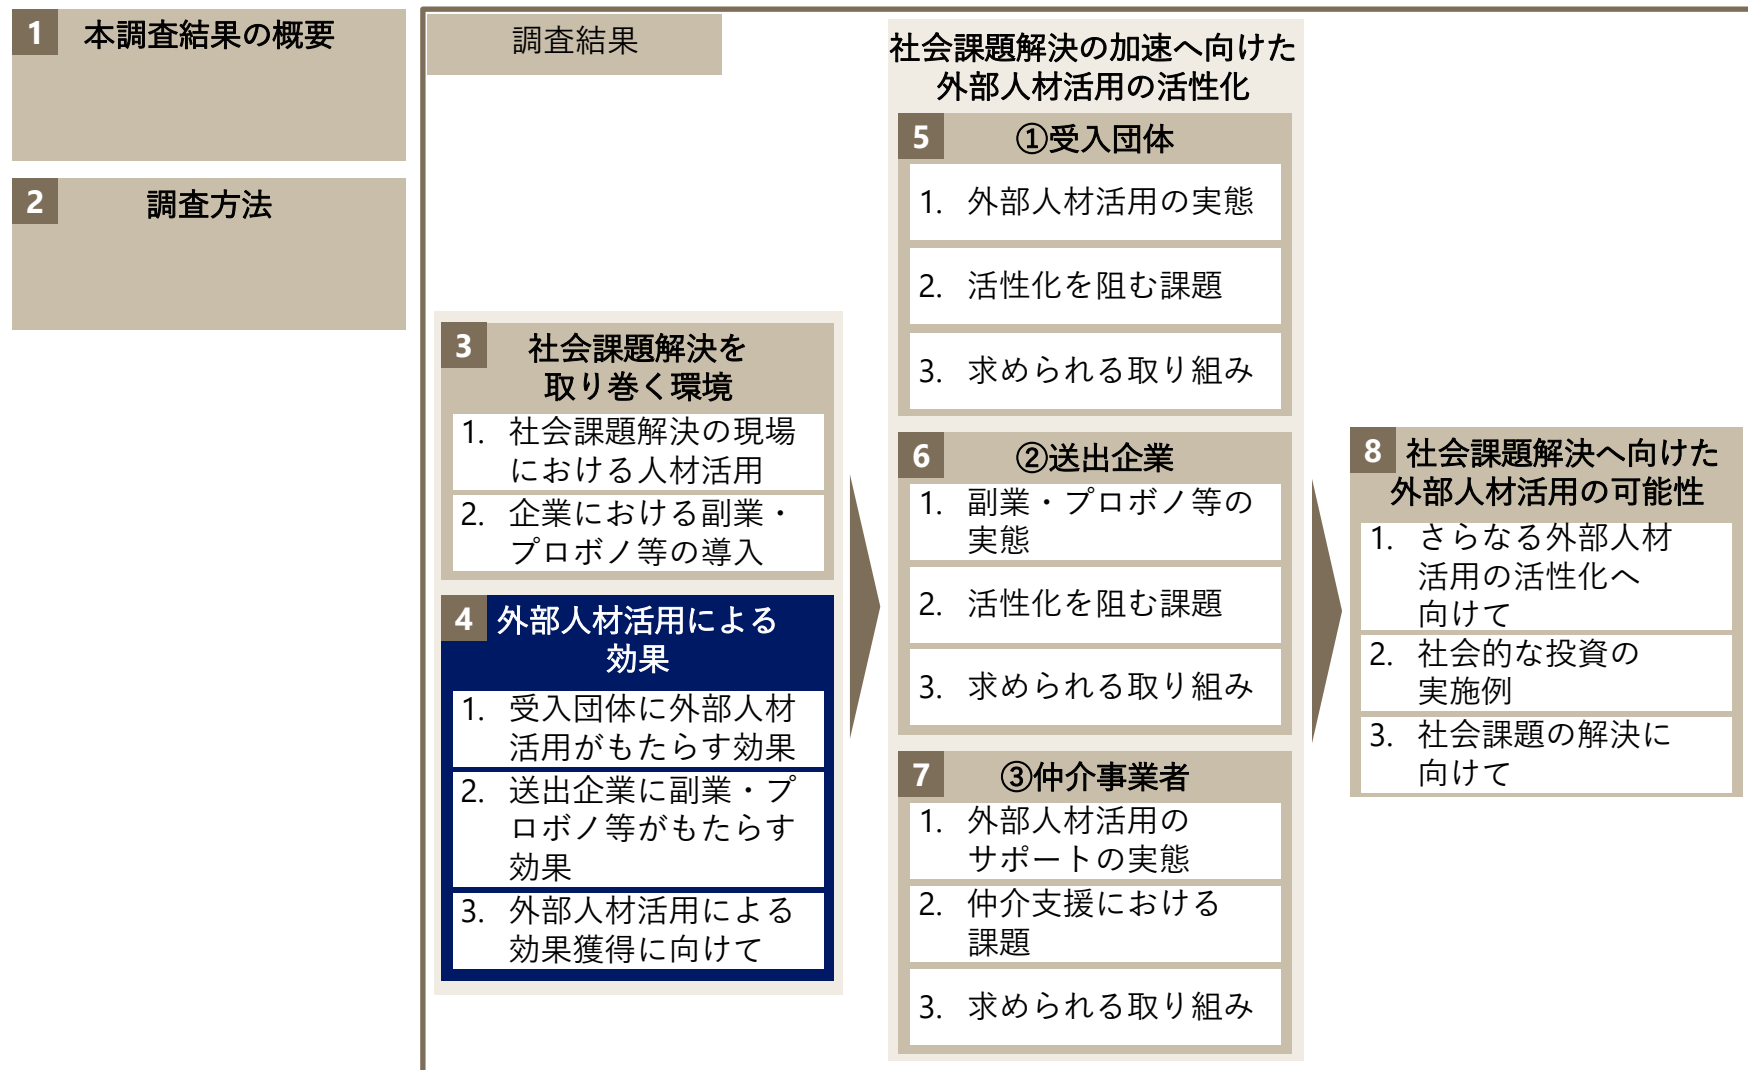 1 本調査結果の概要
2 調査方法
調査結果
3 社会課題解決を
取り巻く環境
1. 社会課題解決の現場
における人材活用
2. 企業における副業・
プロボノ等の導入
4 外部人材活用による
効果
1. 受入団体に外部人材
活用がもたらす効果
2. 送出企業に副業・プ
ロボノ等がもたらす
効果
3. 外部人材活用による
効果獲得に向けて
社会課題解決の加速へ向けた
外部人材活用の活性化
5 ①受入団体
1. 外部人材活用の実態
2. 活性化を阻む課題
3. 求められる取り組み
6 ②送出企業
1. 副業・プロボノ等の
実態
2. 活性化を阻む課題
3. 求められる取り組み
7 ③仲介事業者
1. 外部人材活用の
サポートの実態
2. 仲介支援における
課題
3. 求められる取り組み
8 社会課題解決へ向けた
外部人材活用の可能性
1. さらなる外部人材
活用の活性化へ
向けて
2. 社会的な投資の
実施例
3. 社会課題の解決に
向けて